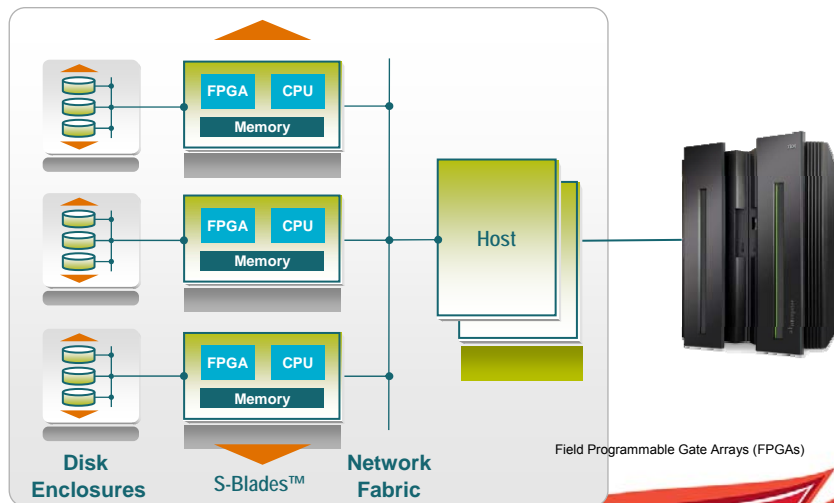 FPGA CPU
Memory
FPGA CPU
Memory
Host
FPGA CPU
Memory
Disk
Enclosures
S-Blades™
Network
Fabric
Field Programmable Gate Arrays (FPGAs)